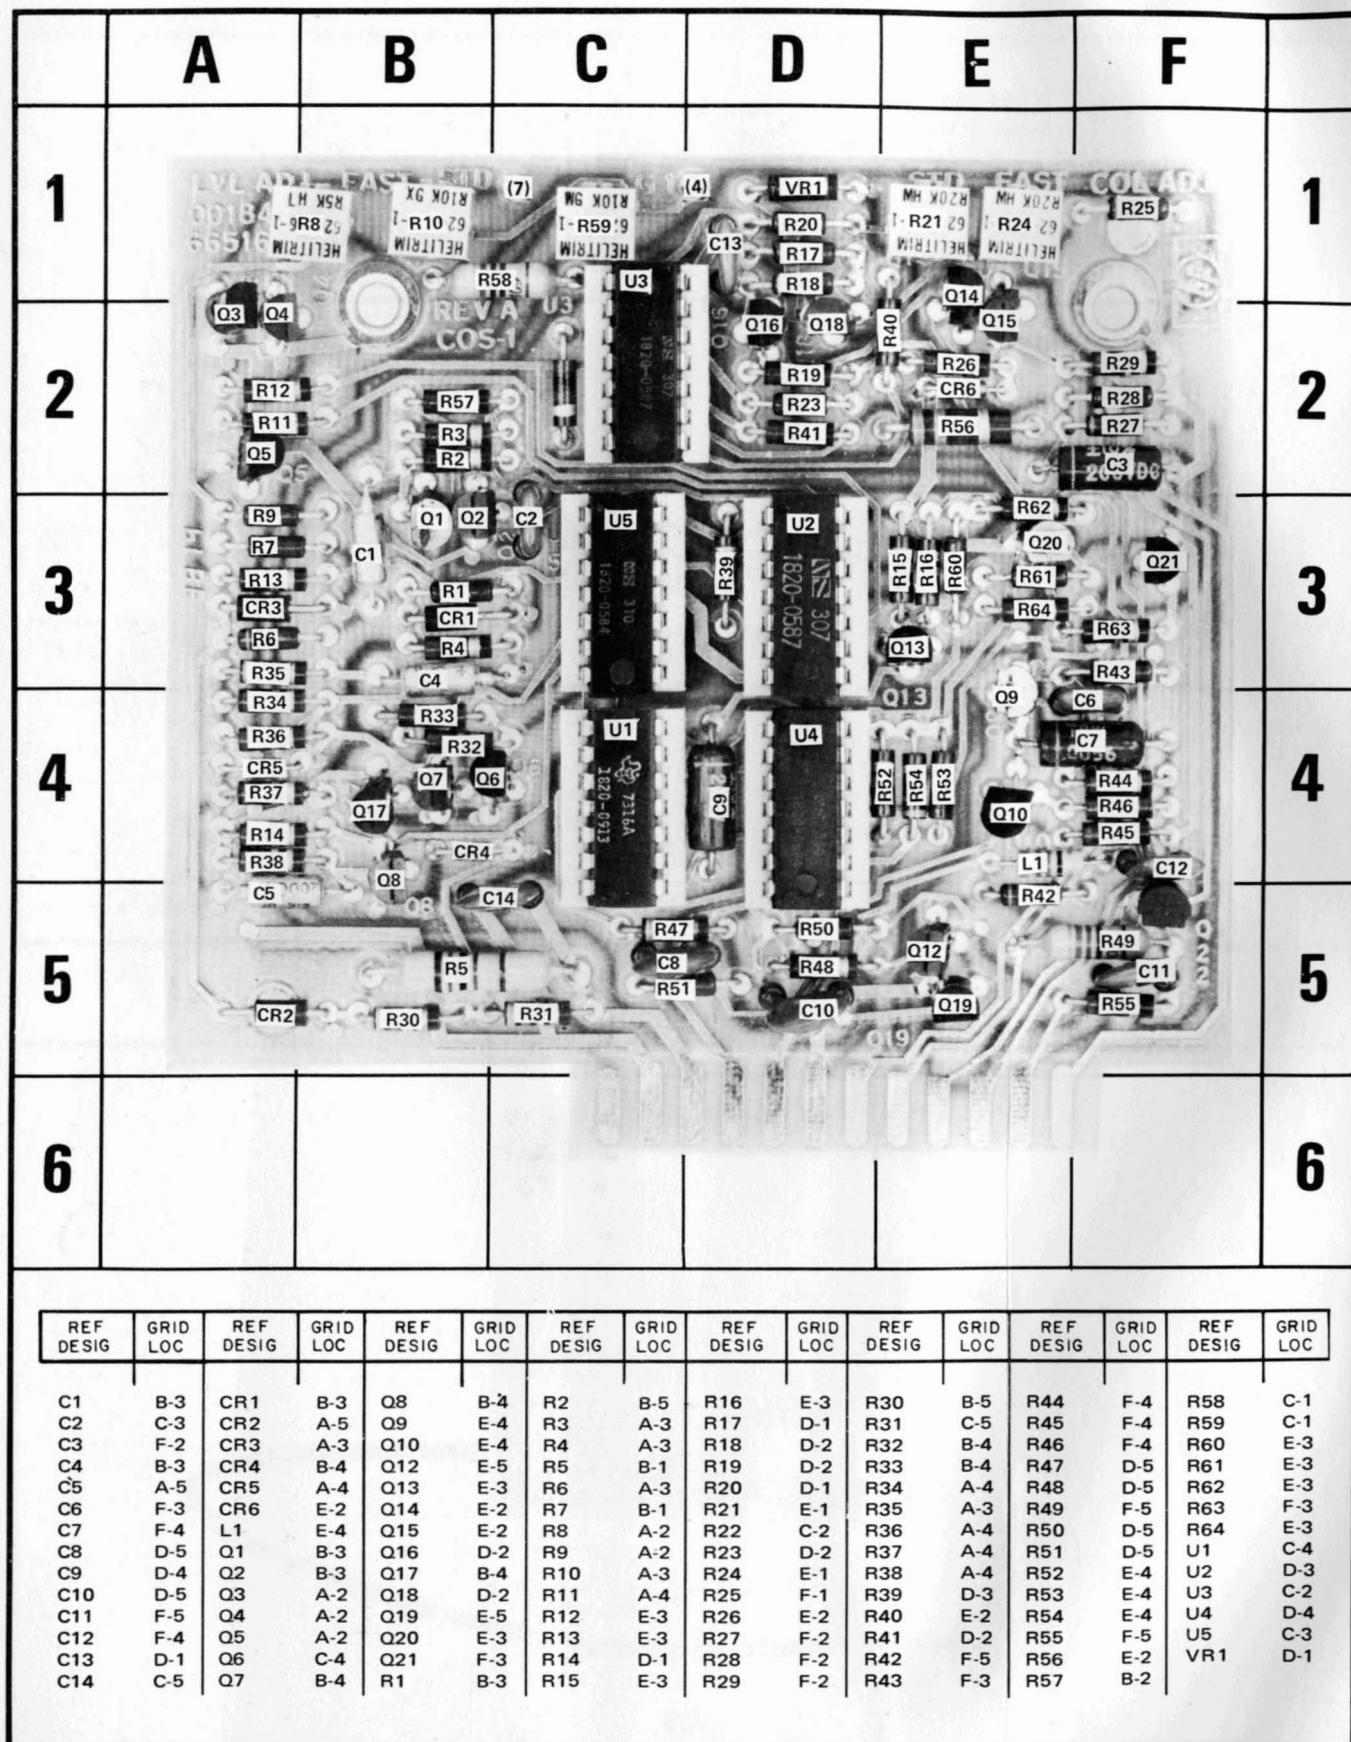 A B C D E F
1 1
LVL ADJ FAST STD (7) (4) VR1 STD FAST COL ADJ
R5K R10K R10K R20K HM R20K HM R25
R8 62-1 R10 R59 R20 R21 62-1 R24 62
HELITRIM HELITRIM HELITRIM C13 R17 HELITRIM HELITRIM
R58 U3 R18 Q14
Q3 Q4 U3 Q16 Q18 R40 Q15
REV A
COS-1
2 2
1820-0587 307
R19 R26 R29
R12 R57 R23 CR6 R28
R11 R3 R41 R56 R27
Q5 R2 C3
Q5 200VDC
R9 Q1 Q2 C2 U5 U2 R62
R7 C1 R39 R15 R16 R60 Q20 Q21
R13 R1 R61
3 3
CR3 CR1 1820-0584 310 1820-0587 307 R64
R6 R4 Q13 R63
R35 C4 R43
R34 R33 Q13 Q9 C6
R36 R32 U1 U4 C7
4 4
CR5 Q7 Q6 C9 R52 R54 R53 R44
R37 Q17 1820-0913 7316A Q10 R46
R14 R45
R38 CR4 L1 C12
C5 Q8 C14 R42
Q8
R47 R50 Q12 R49
5 5
R5 C8 R48 C11
R51 C10 Q19 R55
CR2 R30 R31
Q19
6 6
REF DESIG GRID LOC REF DESIG GRID LOC REF DESIG GRID LOC REF DESIG GRID LOC REF DESIG GRID LOC REF DESIG GRID LOC REF DESIG GRID LOC REF DESIG GRID LOC
C1 B-3 CR1 B-3 Q8 B-4 R2 B-5 R16 E-3 R30 B-5 R44 F-4 R58 C-1
C2 C-3 CR2 A-5 Q9 E-4 R3 A-3 R17 D-1 R31 C-5 R45 F-4 R59 C-1
C3 F-2 CR3 A-3 Q10 E-4 R4 A-3 R18 D-2 R32 B-4 R46 F-4 R60 E-3
C4 B-3 CR4 B-4 Q12 E-5 R5 B-1 R19 D-2 R33 B-4 R47 D-5 R61 E-3
C5 A-5 CR5 A-4 Q13 E-3 R6 A-3 R20 D-1 R34 A-4 R48 D-5 R62 E-3
C6 F-3 CR6 E-2 Q14 E-2 R7 B-1 R21 E-1 R35 A-3 R49 F-5 R63 F-3
C7 F-4 L1 E-4 Q15 E-2 R8 A-2 R22 C-2 R36 A-4 R50 D-5 R64 E-3
C8 D-5 Q1 B-3 Q16 D-2 R9 A-2 R23 D-2 R37 A-4 R51 D-5 U1 C-4
C9 D-4 Q2 B-3 Q17 B-4 R10 A-3 R24 E-1 R38 A-4 R52 E-4 U2 D-3
C10 D-5 Q3 A-2 Q18 D-2 R11 A-4 R25 F-1 R39 D-3 R53 E-4 U3 C-2
C11 F-5 Q4 A-2 Q19 E-5 R12 E-3 R26 E-2 R40 E-2 R54 E-4 U4 D-4
C12 F-4 Q5 A-2 Q20 E-3 R13 E-3 R27 F-2 R41 D-2 R55 F-5 U5 C-3
C13 D-1 Q6 C-4 Q21 F-3 R14 D-1 R28 F-2 R42 F-5 R56 E-2 VR1 D-1
C14 C-5 Q7 B-4 R1 B-3 R15 E-3 R29 F-2 R43 F-3 R57 B-2